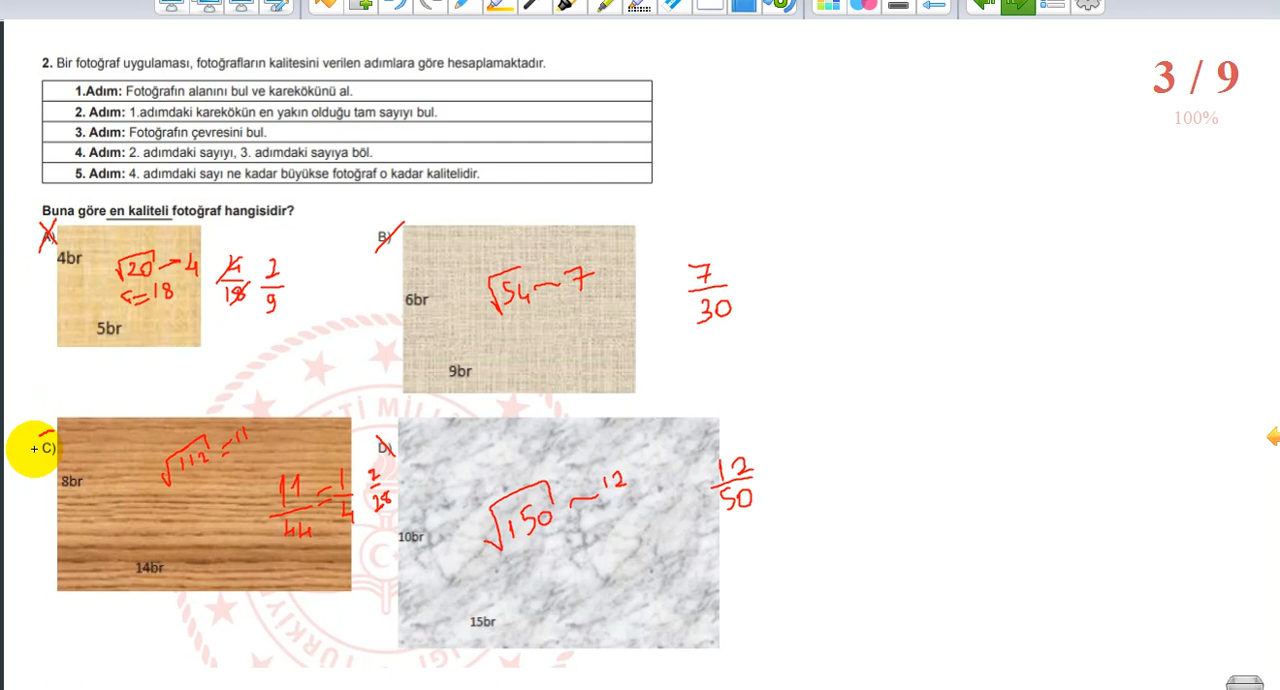 3 / 9
100%
2. Bir fotoğraf uygulaması, fotoğrafların kalitesini verilen adımlara göre hesaplamaktadır.
1.Adım: Fotoğrafın alanını bul ve karekökünü al.
2. Adım: 1.adımdaki karekökün en yakın olduğu tam sayıyı bul.
3. Adım: Fotoğrafın çevresini bul.
4. Adım: 2. adımdaki sayıyı, 3. adımdaki sayıya böl.
5. Adım: 4. adımdaki sayı ne kadar büyükse fotoğraf o kadar kalitelidir.
Buna göre en kaliteli fotoğraf hangisidir?
A)
4br
5br
√20 ~ 4
Ç=18
4/18
2/9
B)
6br
9br
√54 ~ 7
7/30
C)
8br
14br
√112 = 11
11/44 = 1/4
2/28
D)
10br
15br
√150 ~ 12
12/50